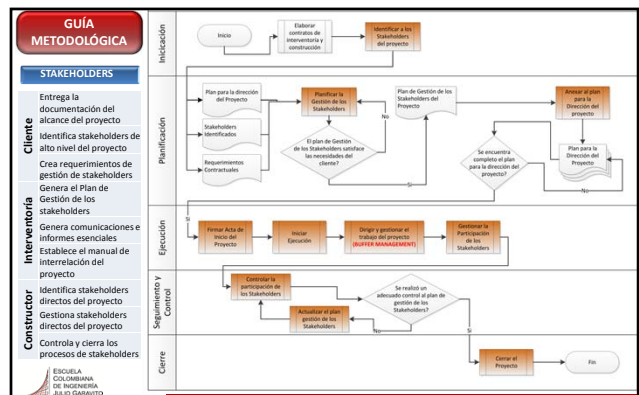 GUÍA
METODOLÓGICA
STAKEHOLDERS
Cliente
Entrega la
documentación del
alcance del proyecto
Identifica stakeholders de
alto nivel del proyecto
Crea requerimientos de
gestión de stakeholders
Interventoría
Genera el Plan de
Gestión de los
stakeholders
Genera comunicaciones e
informes esenciales
Establece el manual de
interrelación del
proyecto
Constructor
Identifica stakeholders
directos del proyecto
Gestiona stakeholders
directos del proyecto
Controla y cierra los
procesos de stakeholders
ESCUELA
COLOMBIANA
DE INGENIERÍA
JULIO GARAVITO
Inicicación
Inicio
Elaborar
contratos de
interventoría y
construcción
Identificar a los
Stakeholders
del proyecto
Planificación
Plan para la dirección
del Proyecto
Stakeholders
Identificados
Requerimientos
Contractuales
Planificar la
Gestión de los
Stakeholders
No
El plan de Gestión
de los Stakeholders satisface
las necesidades del
cliente?
Si
Plan de Gestión de los
Stakeholders del
Proyecto
Anexar al plan
para la
Dirección del
proyecto
Se encuentra
completo el plan
para la dirección del
proyecto?
Plan para la
Dirección del
Proyecto
No
Si
Ejecución
Firmar Acta de
Inicio del
Proyecto
Iniciar
Ejecución
Dirigir y gestionar el
trabajo del proyecto
(BUFFER MANAGEMENT)
Gestionar la
Participación
de los
Stakeholders
Seguimiento y
Control
Controlar la
participación de
los Stakeholders
Actualizar el plan
gestión de los
Stakeholders
Se realizó un
adecuado control al plan de
gestión de los
Stakeholders?
No
Si
Cierre
Cerrar el
Proyecto
Fin